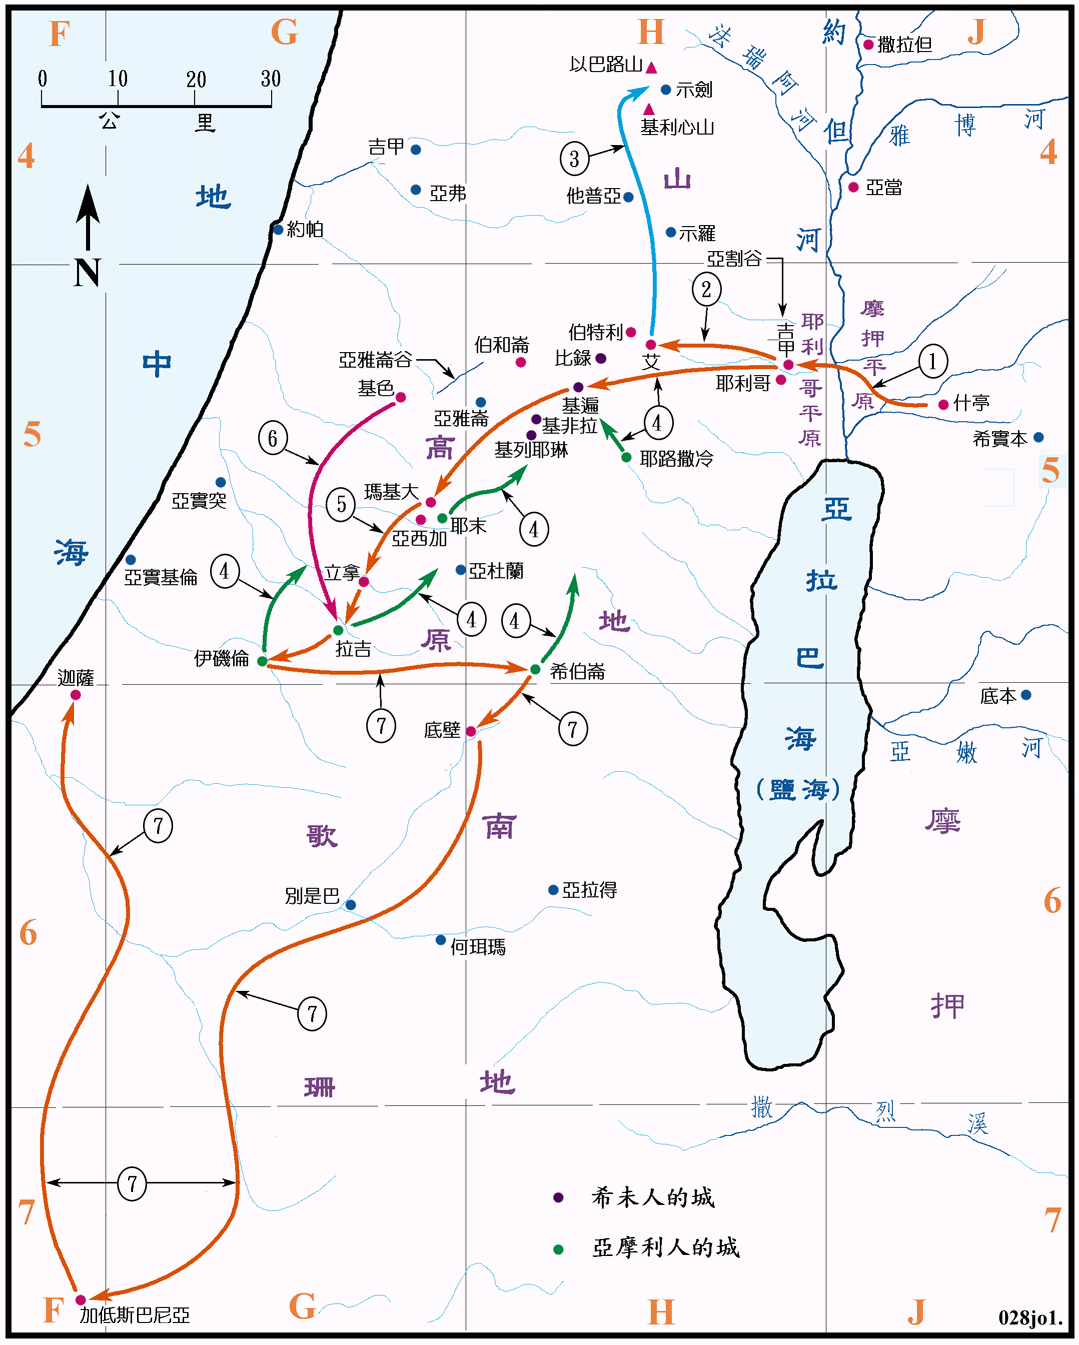 F G H J
0 10 20 30
公里
N
以巴路山
示劍
基利心山
法瑞阿河
約但河
撒拉但
雅博河
4
吉甲
亞弗
約帕
地中海
③
山
他普亞
示羅
亞當
4
亞割谷
②
吉甲
耶利哥平原
摩押平原
伯特利
艾
比錄
伯和崙
亞雅崙谷
基色
①
什亭
耶利哥
基遍
④
希實本
亞雅崙
基非拉
基列耶琳
耶路撒冷
5
⑥
高原
5
亞實突
瑪基大
⑤
亞西加
耶末
④
亞實基倫
④
立拿
亞杜蘭
④
④
地
亞拉巴海
(鹽海)
伊磯倫
拉吉
希伯崙
迦薩
⑦
底壁
⑦
底本
亞嫩河
⑦
歌珊
南地
摩押
別是巴
亞拉得
何珥瑪
6
6
⑦
撒烈溪
⑦
7
7
希未人的城
亞摩利人的城
加低斯巴尼亞
F G H J
028jo1.